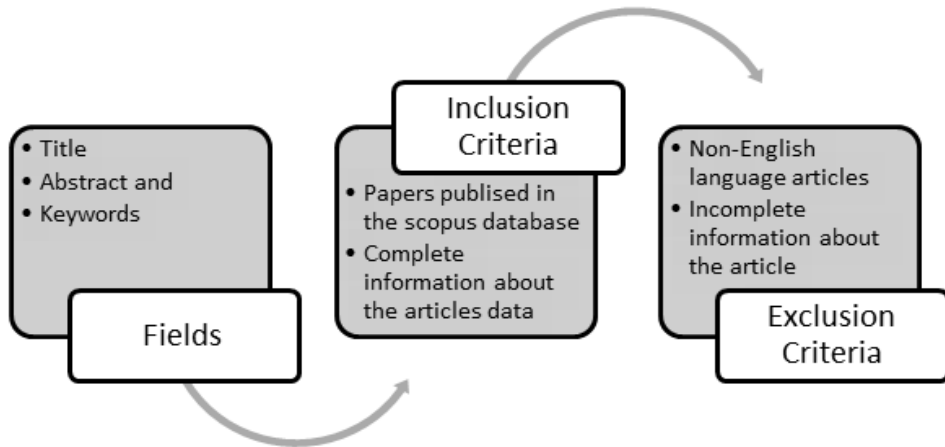 • Title
• Abstract and
• Keywords
Fields
Inclusion
Criteria
• Papers publised in
the scopus database
• Complete
information about
the articles data
• Non-English
language articles
• Incomplete
information about
the article
Exclusion
Criteria